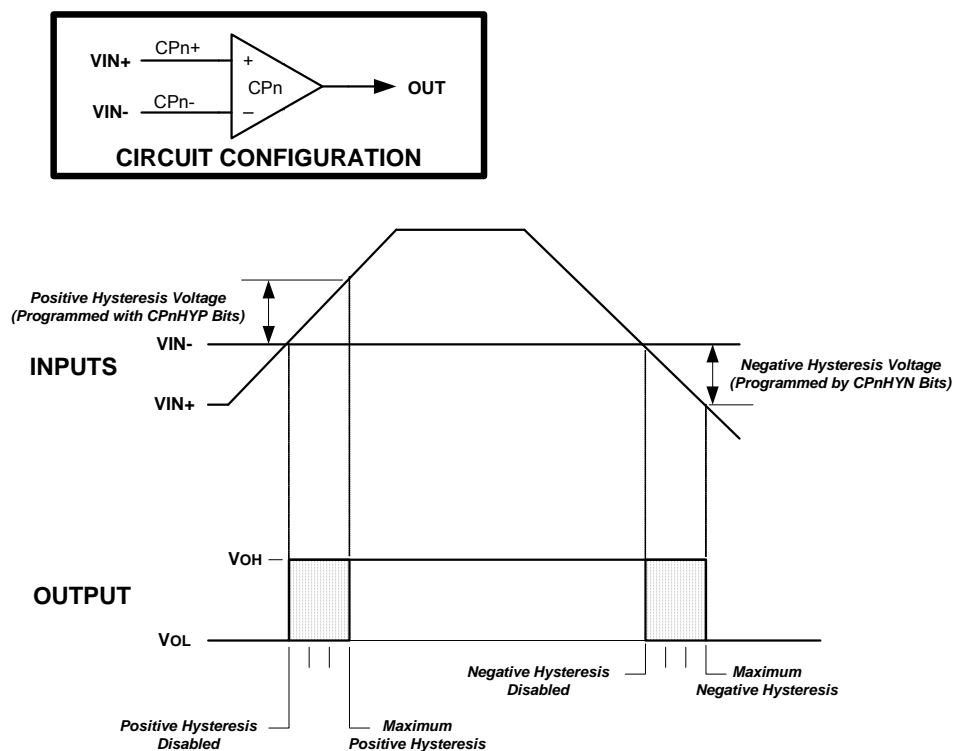 CPn+
VIN+
+
CPn
OUT
CPn-
VIN-
–
CIRCUIT CONFIGURATION
Positive Hysteresis Voltage
(Programmed with CPnHYP Bits)
VIN-
INPUTS
Negative Hysteresis Voltage
(Programmed by CPnHYN Bits)
VIN+
VOH
OUTPUT
VOL
Negative Hysteresis
Disabled
Maximum
Negative Hysteresis
Positive Hysteresis
Disabled
Maximum
Positive Hysteresis